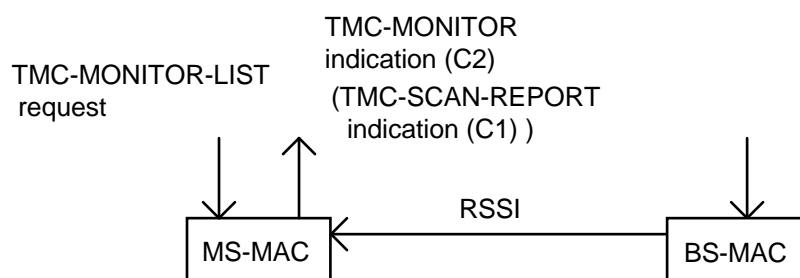 TMC-MONITOR-LIST
request
TMC-MONITOR
indication (C2)
(TMC-SCAN-REPORT
indication (C1) )
RSSI
MS-MAC
BS-MAC